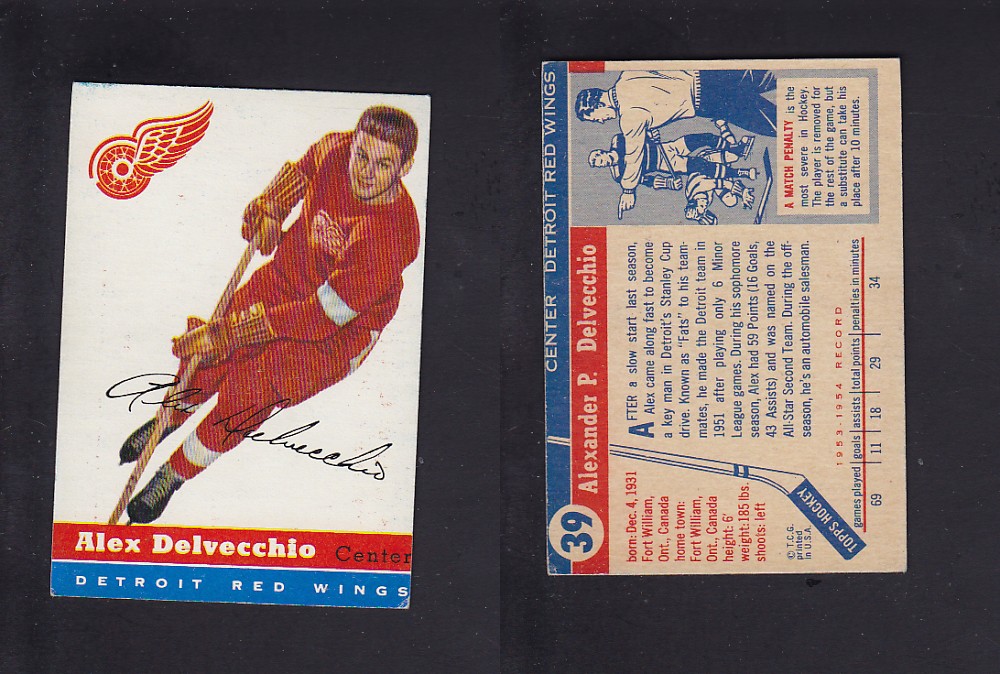 Alex Delvecchio
Alex Delvecchio Center
DETROIT RED WINGS
CENTER DETROIT RED WINGS
39 Alexander P. Delvecchio
born: Dec. 4, 1931
Fort William,
Ont., Canada
home town:
Fort William,
Ont., Canada
height: 6'
weight: 185 lbs.
shoots: left
AFTER a slow start last season,
Alex came along fast to become
a key man in Detroit's Stanley Cup
drive. Known as "Fats" to his team-
mates, he made the Detroit team in
1951 after playing only 6 Minor
League games. During his sophomore
season, Alex had 59 Points (16 Goals,
43 Assists) and was named on the
All-Star Second Team. During the off-
season, he's an automobile salesman.
A MATCH PENALTY is the
most severe in Hockey.
The player is removed for
the rest of the game, but
a substitute can take his
place after 10 minutes.
© T.C.G.
printed
in U.S.A.
TOPPS HOCKEY
1953-1954 RECORD
games played goals assists total points penalties in minutes
69 11 18 29 34